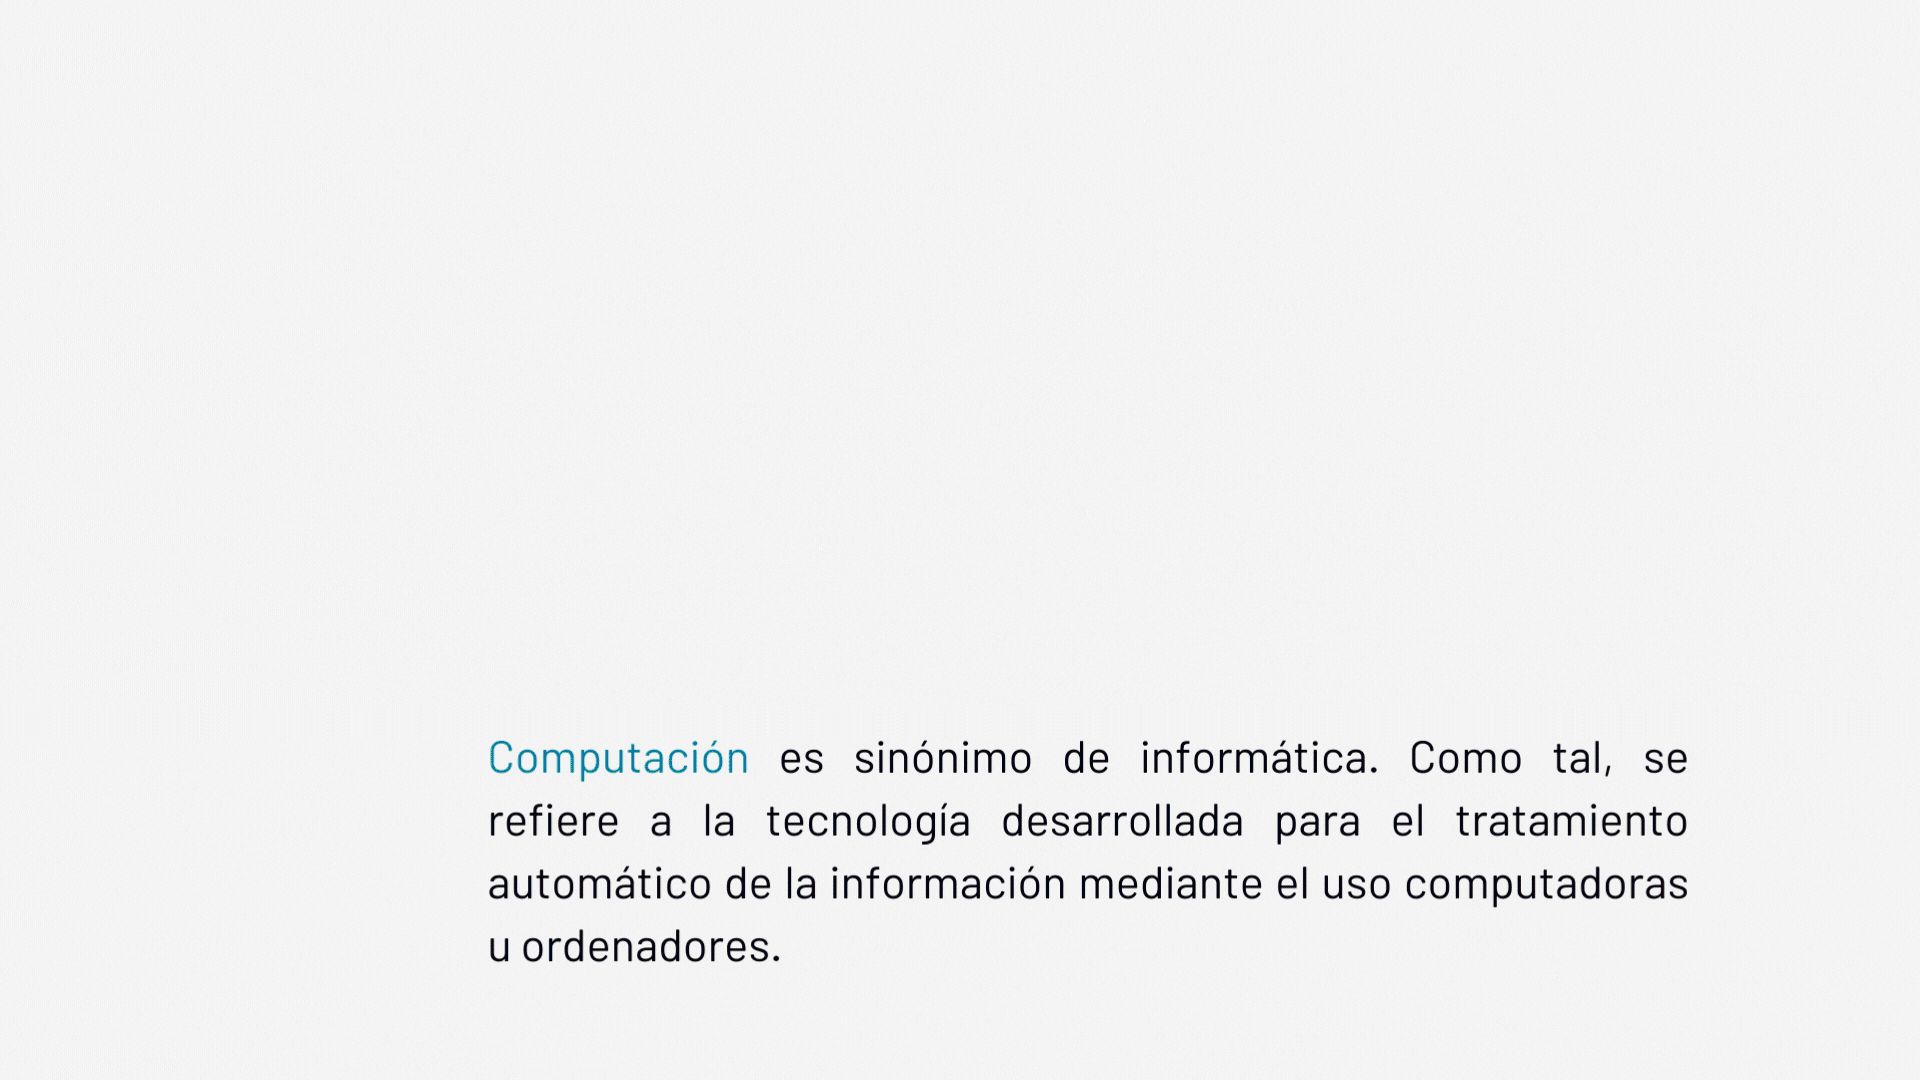 Computación es sinónimo de informática. Como tal, se
refiere a la tecnología desarrollada para el tratamiento
automático de la información mediante el uso computadoras
u ordenadores.